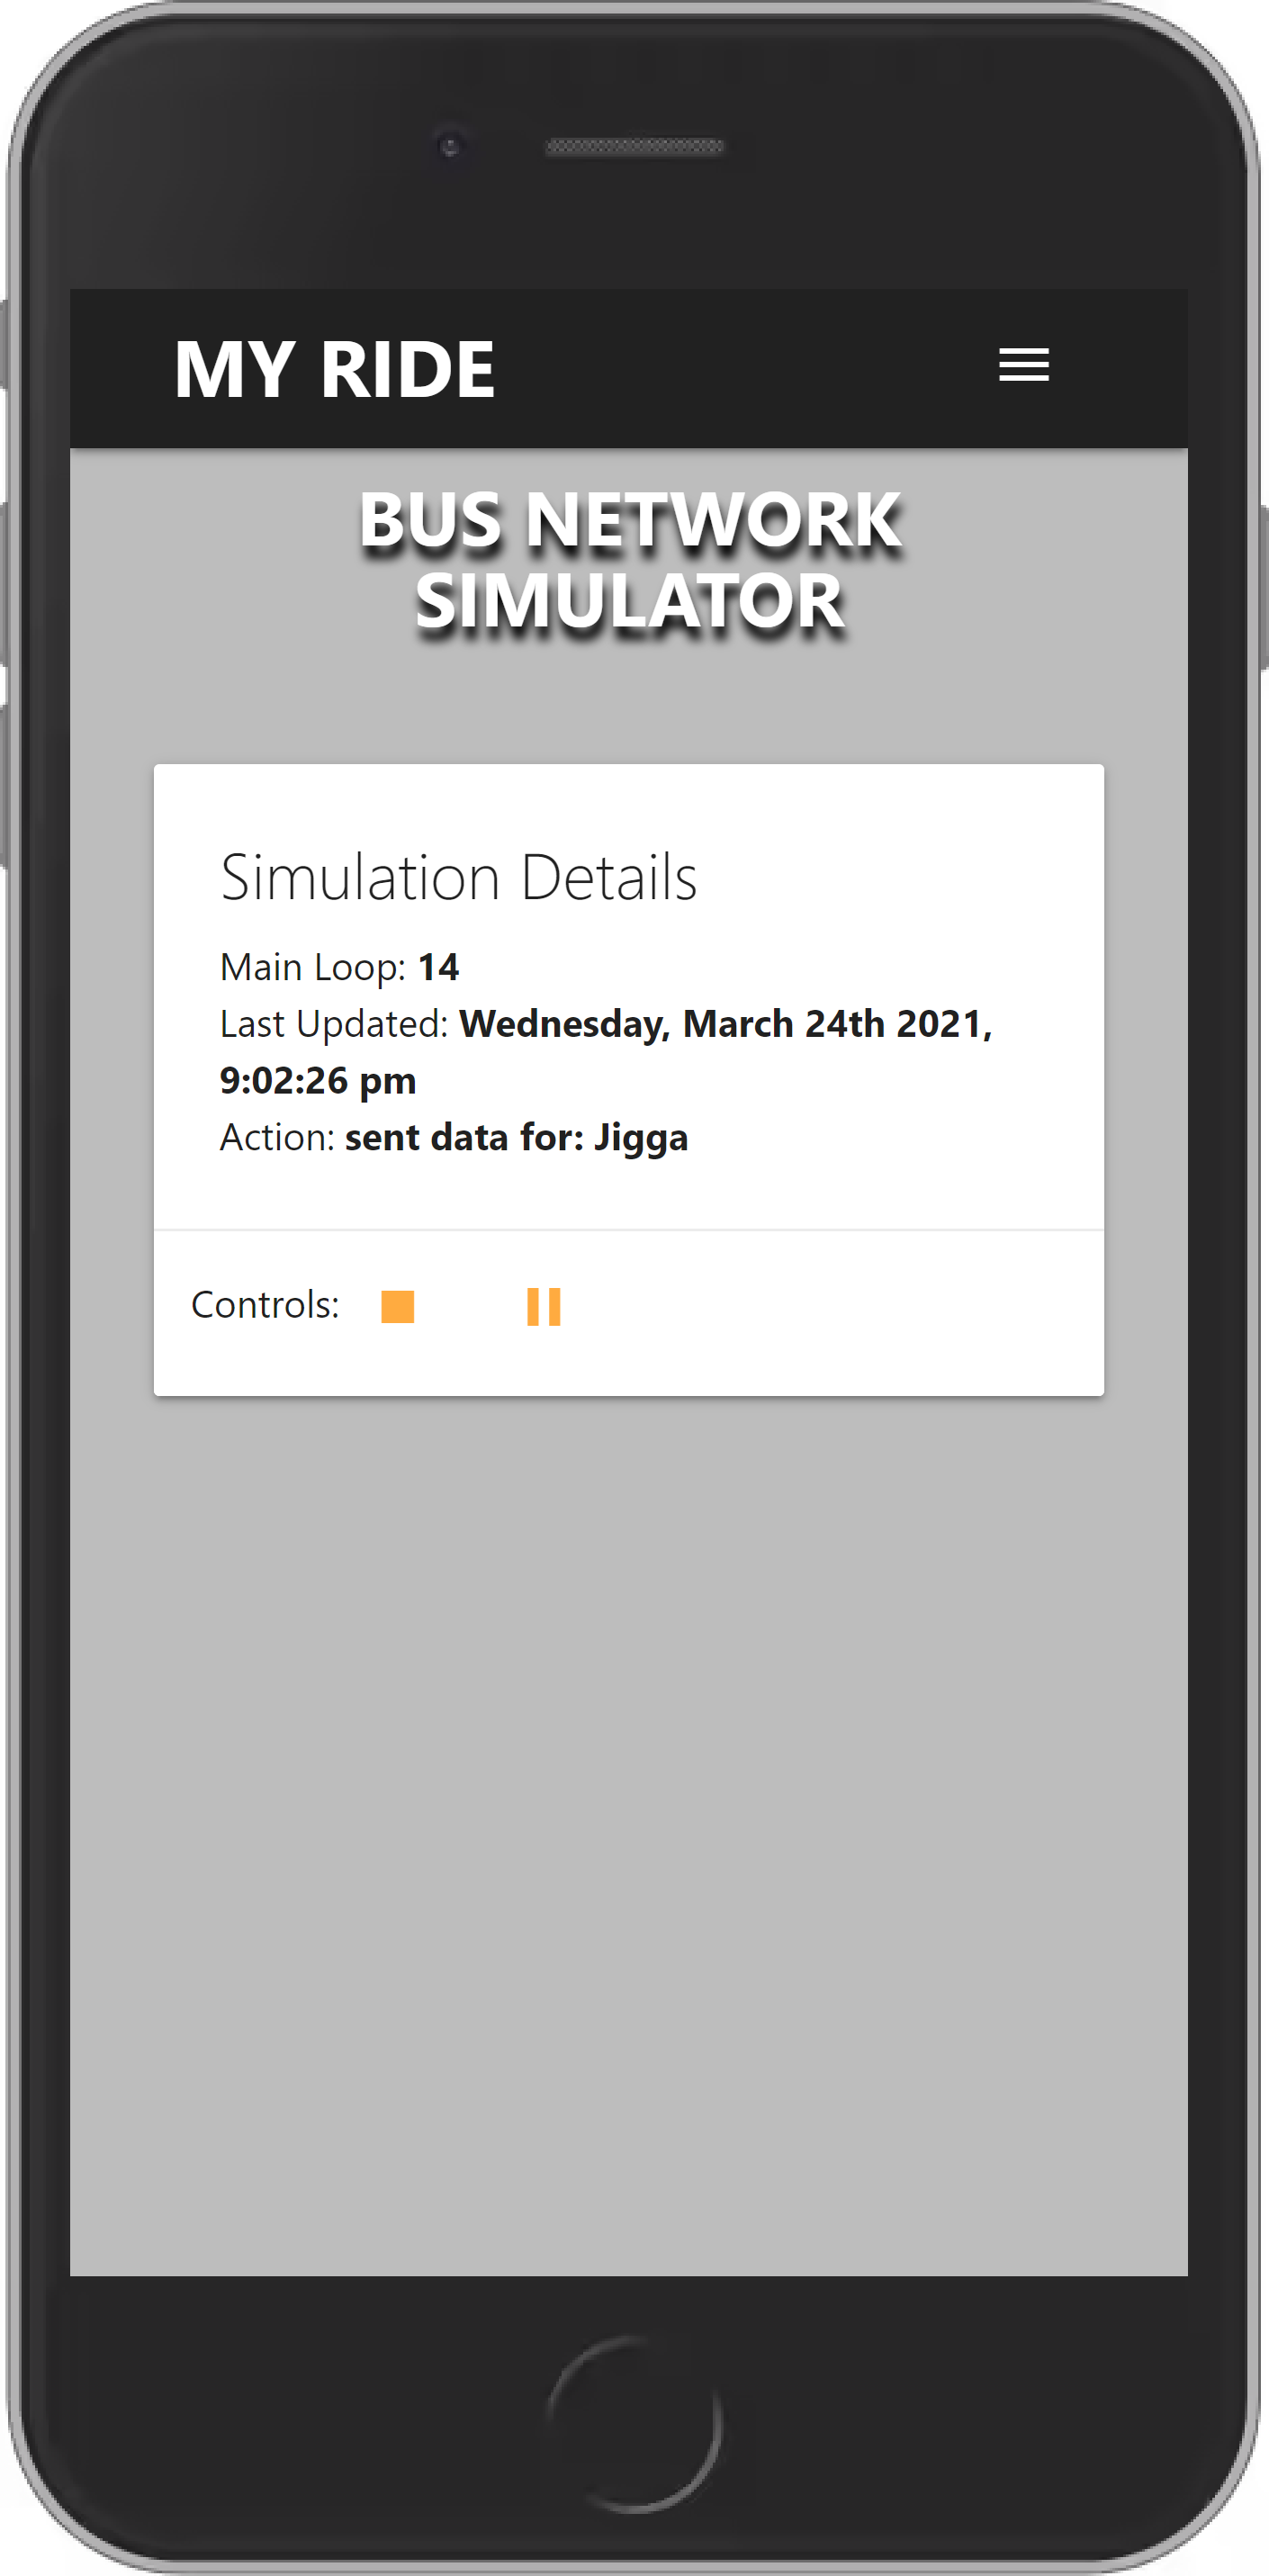 MY RIDE
BUS NETWORK
SIMULATOR
Simulation Details
Main Loop: 14
Last Updated: Wednesday, March 24th 2021,
9:02:26 pm
Action: sent data for: Jigga
Controls: